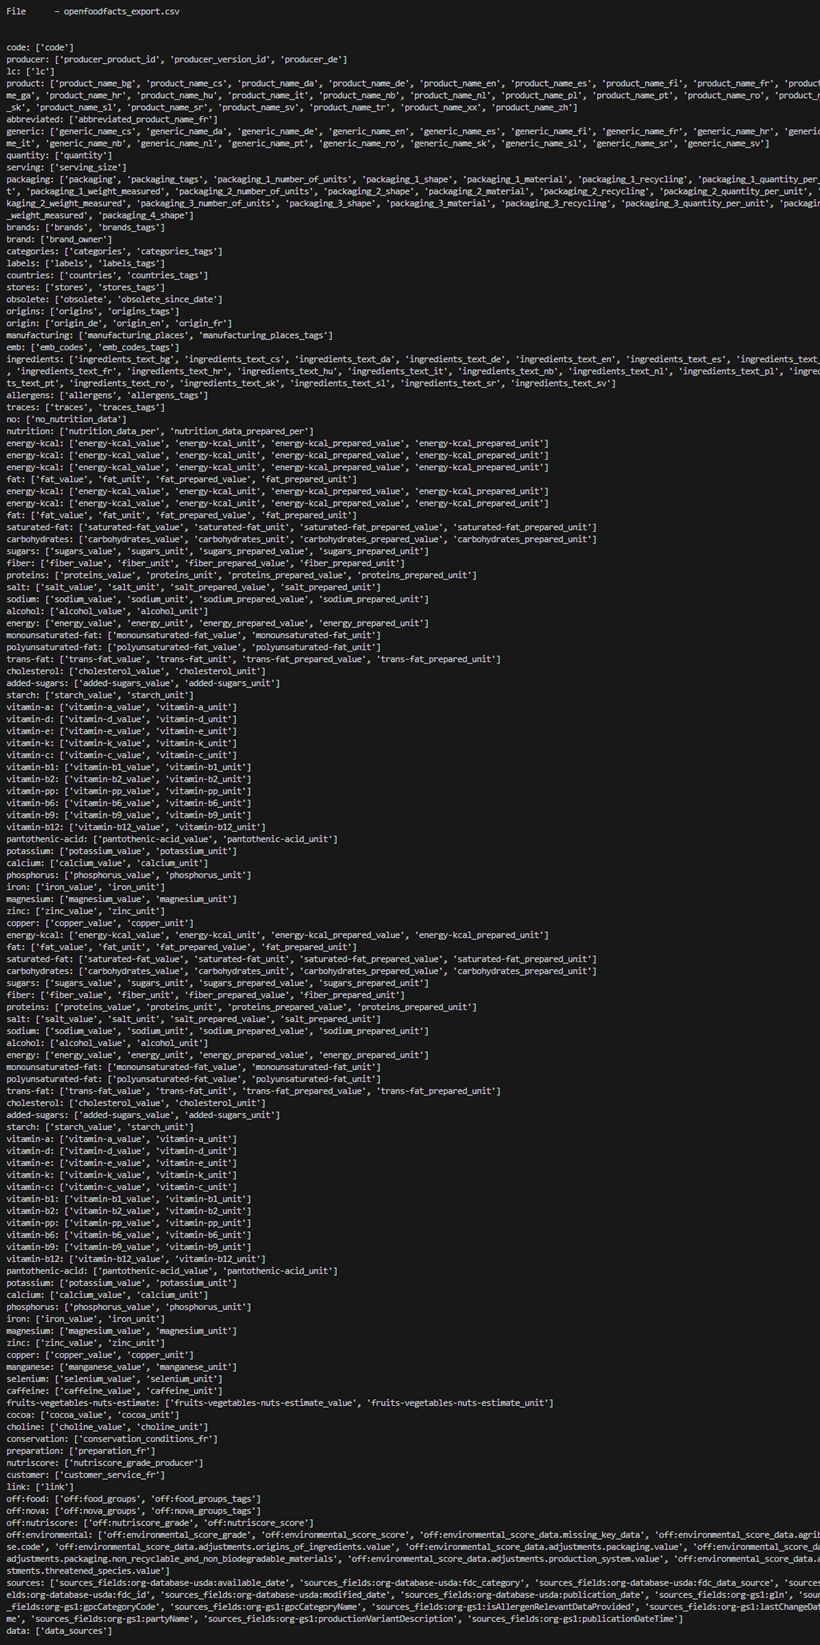 File      - openfoodfacts_export.csv
code: ['code']
producer: ['producer_product_id', 'producer_version_id', 'producer_de']
lc: ['lc']
product: ['product_name_bg', 'product_name_cs', 'product_name_da', 'product_name_de', 'product_name_en', 'product_name_es', 'product_name_fi', 'product_name_fr', 'product
me_ga', 'product_name_hr', 'product_name_hu', 'product_name_it', 'product_name_nb', 'product_name_nl', 'product_name_pl', 'product_name_pt', 'product_name_ro', 'product_n
_sk', 'product_name_sl', 'product_name_sr', 'product_name_sv', 'product_name_tr', 'product_name_xx', 'product_name_zh']
abbreviated: ['abbreviated_product_name_fr']
generic: ['generic_name_cs', 'generic_name_da', 'generic_name_de', 'generic_name_en', 'generic_name_es', 'generic_name_fi', 'generic_name_fr', 'generic_name_hr', 'generic
me_it', 'generic_name_nb', 'generic_name_nl', 'generic_name_pt', 'generic_name_ro', 'generic_name_sk', 'generic_name_sl', 'generic_name_sr', 'generic_name_sv']
quantity: ['quantity']
serving: ['serving_size']
packaging: ['packaging', 'packaging_tags', 'packaging_1_number_of_units', 'packaging_1_shape', 'packaging_1_material', 'packaging_1_recycling', 'packaging_1_quantity_per_
t', 'packaging_1_weight_measured', 'packaging_2_number_of_units', 'packaging_2_shape', 'packaging_2_material', 'packaging_2_recycling', 'packaging_2_quantity_per_unit', '
kaging_2_weight_measured', 'packaging_3_number_of_units', 'packaging_3_shape', 'packaging_3_material', 'packaging_3_recycling', 'packaging_3_quantity_per_unit', 'packagin
_weight_measured', 'packaging_4_shape']
brands: ['brands', 'brands_tags']
brand: ['brand_owner']
categories: ['categories', 'categories_tags']
labels: ['labels', 'labels_tags']
countries: ['countries', 'countries_tags']
stores: ['stores', 'stores_tags']
obsolete: ['obsolete', 'obsolete_since_date']
origins: ['origins', 'origins_tags']
origin: ['origin_de', 'origin_en', 'origin_fr']
manufacturing: ['manufacturing_places', 'manufacturing_places_tags']
emb: ['emb_codes', 'emb_codes_tags']
ingredients: ['ingredients_text_bg', 'ingredients_text_cs', 'ingredients_text_da', 'ingredients_text_de', 'ingredients_text_en', 'ingredients_text_es', 'ingredients_text_
, 'ingredients_text_fr', 'ingredients_text_hr', 'ingredients_text_hu', 'ingredients_text_it', 'ingredients_text_nb', 'ingredients_text_nl', 'ingredients_text_pl', 'ingred
ts_text_pt', 'ingredients_text_ro', 'ingredients_text_sk', 'ingredients_text_sl', 'ingredients_text_sr', 'ingredients_text_sv']
allergens: ['allergens', 'allergens_tags']
traces: ['traces', 'traces_tags']
no: ['no_nutrition_data']
nutrition: ['nutrition_data_per', 'nutrition_data_prepared_per']
energy-kcal: ['energy-kcal_value', 'energy-kcal_unit', 'energy-kcal_prepared_value', 'energy-kcal_prepared_unit']
energy-kcal: ['energy-kcal_value', 'energy-kcal_unit', 'energy-kcal_prepared_value', 'energy-kcal_prepared_unit']
energy-kcal: ['energy-kcal_value', 'energy-kcal_unit', 'energy-kcal_prepared_value', 'energy-kcal_prepared_unit']
fat: ['fat_value', 'fat_unit', 'fat_prepared_value', 'fat_prepared_unit']
energy-kcal: ['energy-kcal_value', 'energy-kcal_unit', 'energy-kcal_prepared_value', 'energy-kcal_prepared_unit']
energy-kcal: ['energy-kcal_value', 'energy-kcal_unit', 'energy-kcal_prepared_value', 'energy-kcal_prepared_unit']
fat: ['fat_value', 'fat_unit', 'fat_prepared_value', 'fat_prepared_unit']
saturated-fat: ['saturated-fat_value', 'saturated-fat_unit', 'saturated-fat_prepared_value', 'saturated-fat_prepared_unit']
carbohydrates: ['carbohydrates_value', 'carbohydrates_unit', 'carbohydrates_prepared_value', 'carbohydrates_prepared_unit']
sugars: ['sugars_value', 'sugars_unit', 'sugars_prepared_value', 'sugars_prepared_unit']
fiber: ['fiber_value', 'fiber_unit', 'fiber_prepared_value', 'fiber_prepared_unit']
proteins: ['proteins_value', 'proteins_unit', 'proteins_prepared_value', 'proteins_prepared_unit']
salt: ['salt_value', 'salt_unit', 'salt_prepared_value', 'salt_prepared_unit']
sodium: ['sodium_value', 'sodium_unit', 'sodium_prepared_value', 'sodium_prepared_unit']
alcohol: ['alcohol_value', 'alcohol_unit']
energy: ['energy_value', 'energy_unit', 'energy_prepared_value', 'energy_prepared_unit']
monounsaturated-fat: ['monounsaturated-fat_value', 'monounsaturated-fat_unit']
polyunsaturated-fat: ['polyunsaturated-fat_value', 'polyunsaturated-fat_unit']
trans-fat: ['trans-fat_value', 'trans-fat_unit', 'trans-fat_prepared_value', 'trans-fat_prepared_unit']
cholesterol: ['cholesterol_value', 'cholesterol_unit']
added-sugars: ['added-sugars_value', 'added-sugars_unit']
starch: ['starch_value', 'starch_unit']
vitamin-a: ['vitamin-a_value', 'vitamin-a_unit']
vitamin-d: ['vitamin-d_value', 'vitamin-d_unit']
vitamin-e: ['vitamin-e_value', 'vitamin-e_unit']
vitamin-k: ['vitamin-k_value', 'vitamin-k_unit']
vitamin-c: ['vitamin-c_value', 'vitamin-c_unit']
vitamin-b1: ['vitamin-b1_value', 'vitamin-b1_unit']
vitamin-b2: ['vitamin-b2_value', 'vitamin-b2_unit']
vitamin-pp: ['vitamin-pp_value', 'vitamin-pp_unit']
vitamin-b6: ['vitamin-b6_value', 'vitamin-b6_unit']
vitamin-b9: ['vitamin-b9_value', 'vitamin-b9_unit']
vitamin-b12: ['vitamin-b12_value', 'vitamin-b12_unit']
pantothenic-acid: ['pantothenic-acid_value', 'pantothenic-acid_unit']
potassium: ['potassium_value', 'potassium_unit']
calcium: ['calcium_value', 'calcium_unit']
phosphorus: ['phosphorus_value', 'phosphorus_unit']
iron: ['iron_value', 'iron_unit']
magnesium: ['magnesium_value', 'magnesium_unit']
zinc: ['zinc_value', 'zinc_unit']
copper: ['copper_value', 'copper_unit']
energy-kcal: ['energy-kcal_value', 'energy-kcal_unit', 'energy-kcal_prepared_value', 'energy-kcal_prepared_unit']
fat: ['fat_value', 'fat_unit', 'fat_prepared_value', 'fat_prepared_unit']
saturated-fat: ['saturated-fat_value', 'saturated-fat_unit', 'saturated-fat_prepared_value', 'saturated-fat_prepared_unit']
carbohydrates: ['carbohydrates_value', 'carbohydrates_unit', 'carbohydrates_prepared_value', 'carbohydrates_prepared_unit']
sugars: ['sugars_value', 'sugars_unit', 'sugars_prepared_value', 'sugars_prepared_unit']
fiber: ['fiber_value', 'fiber_unit', 'fiber_prepared_value', 'fiber_prepared_unit']
proteins: ['proteins_value', 'proteins_unit', 'proteins_prepared_value', 'proteins_prepared_unit']
salt: ['salt_value', 'salt_unit', 'salt_prepared_value', 'salt_prepared_unit']
sodium: ['sodium_value', 'sodium_unit', 'sodium_prepared_value', 'sodium_prepared_unit']
alcohol: ['alcohol_value', 'alcohol_unit']
energy: ['energy_value', 'energy_unit', 'energy_prepared_value', 'energy_prepared_unit']
monounsaturated-fat: ['monounsaturated-fat_value', 'monounsaturated-fat_unit']
polyunsaturated-fat: ['polyunsaturated-fat_value', 'polyunsaturated-fat_unit']
trans-fat: ['trans-fat_value', 'trans-fat_unit', 'trans-fat_prepared_value', 'trans-fat_prepared_unit']
cholesterol: ['cholesterol_value', 'cholesterol_unit']
added-sugars: ['added-sugars_value', 'added-sugars_unit']
starch: ['starch_value', 'starch_unit']
vitamin-a: ['vitamin-a_value', 'vitamin-a_unit']
vitamin-d: ['vitamin-d_value', 'vitamin-d_unit']
vitamin-e: ['vitamin-e_value', 'vitamin-e_unit']
vitamin-k: ['vitamin-k_value', 'vitamin-k_unit']
vitamin-c: ['vitamin-c_value', 'vitamin-c_unit']
vitamin-b1: ['vitamin-b1_value', 'vitamin-b1_unit']
vitamin-b2: ['vitamin-b2_value', 'vitamin-b2_unit']
vitamin-pp: ['vitamin-pp_value', 'vitamin-pp_unit']
vitamin-b6: ['vitamin-b6_value', 'vitamin-b6_unit']
vitamin-b9: ['vitamin-b9_value', 'vitamin-b9_unit']
vitamin-b12: ['vitamin-b12_value', 'vitamin-b12_unit']
pantothenic-acid: ['pantothenic-acid_value', 'pantothenic-acid_unit']
potassium: ['potassium_value', 'potassium_unit']
calcium: ['calcium_value', 'calcium_unit']
phosphorus: ['phosphorus_value', 'phosphorus_unit']
iron: ['iron_value', 'iron_unit']
magnesium: ['magnesium_value', 'magnesium_unit']
zinc: ['zinc_value', 'zinc_unit']
copper: ['copper_value', 'copper_unit']
manganese: ['manganese_value', 'manganese_unit']
selenium: ['selenium_value', 'selenium_unit']
caffeine: ['caffeine_value', 'caffeine_unit']
fruits-vegetables-nuts-estimate: ['fruits-vegetables-nuts-estimate_value', 'fruits-vegetables-nuts-estimate_unit']
cocoa: ['cocoa_value', 'cocoa_unit']
choline: ['choline_value', 'choline_unit']
conservation: ['conservation_conditions_fr']
preparation: ['preparation_fr']
nutriscore: ['nutriscore_grade_producer']
customer: ['customer_service_fr']
link: ['link']
off:food: ['off:food_groups', 'off:food_groups_tags']
off:nova: ['off:nova_groups', 'off:nova_groups_tags']
off:nutriscore: ['off:nutriscore_grade', 'off:nutriscore_score']
off:environmental: ['off:environmental_score_grade', 'off:environmental_score_score', 'off:environmental_score_data.missing_key_data', 'off:environmental_score_data.agrib
se.code', 'off:environmental_score_data.adjustments.origins_of_ingredients.value', 'off:environmental_score_data.adjustments.packaging.value', 'off:environmental_score_da
adjustments.packaging.non_recyclable_and_non_biodegradable_materials', 'off:environmental_score_data.adjustments.production_system.value', 'off:environmental_score_data.a
stments.threatened_species.value']
sources: ['sources_fields:org-database-usda:available_date', 'sources_fields:org-database-usda:fdc_category', 'sources_fields:org-database-usda:fdc_data_source', 'sources
elds:org-database-usda:fdc_id', 'sources_fields:org-database-usda:modified_date', 'sources_fields:org-database-usda:publication_date', 'sources_fields:org-gs1:gln', 'sour
_fields:org-gs1:gpcCategoryCode', 'sources_fields:org-gs1:gpcCategoryName', 'sources_fields:org-gs1:isAllergenRelevantDataProvided', 'sources_fields:org-gs1:lastChangeDat
me', 'sources_fields:org-gs1:partyName', 'sources_fields:org-gs1:productionVariantDescription', 'sources_fields:org-gs1:publicationDateTime']
data: ['data_sources']